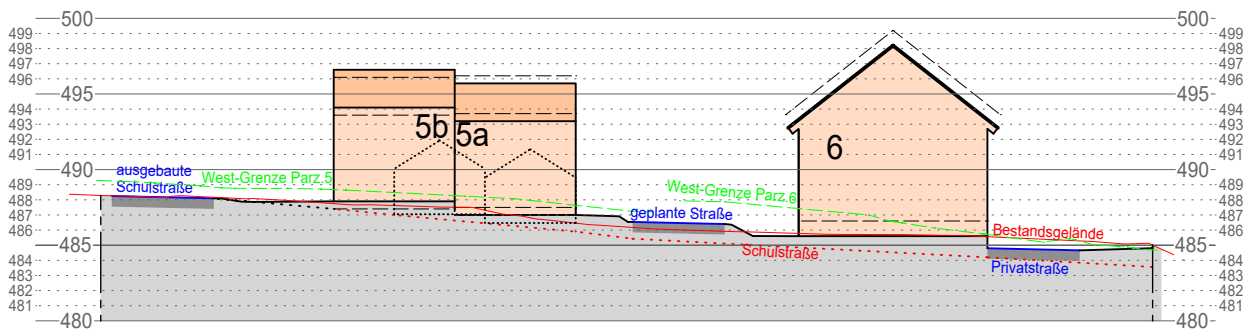 500 500
499 499
498 498
497 497
496 496
495 495
494 494
493 493
492 492
491 491
490 490
489 489
488 488
487 487
486 486
485 485
484 484
483 483
482 482
481 481
480 480
5b 5a
6
ausgebaute
Schulstraße
West-Grenze Parz.5
West-Grenze Parz.6
geplante Straße
Bestandsgelände
Schulstraße
Privatstraße